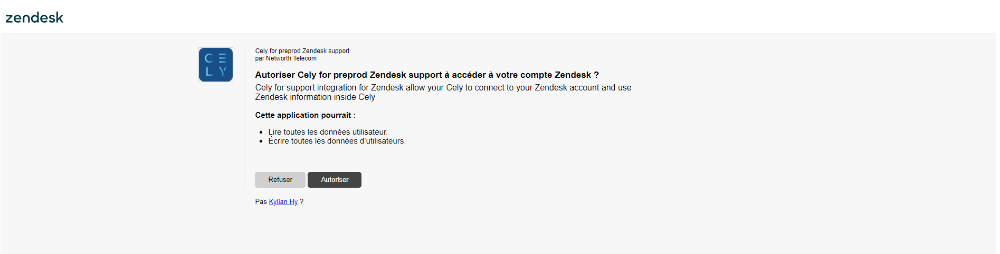 zendesk
CELY
Cely for preprod Zendesk support
par Networth Telecom
Autoriser Cely for preprod Zendesk support à accéder à votre compte Zendesk ?
Cely for support integration for Zendesk allow your Cely to connect to your Zendesk account and use
Zendesk information inside Cely
Cette application pourrait :
• Lire toutes les données utilisateur.
• Écrire toutes les données d’utilisateurs.
Refuser Autoriser
Pas Kylian Hy ?